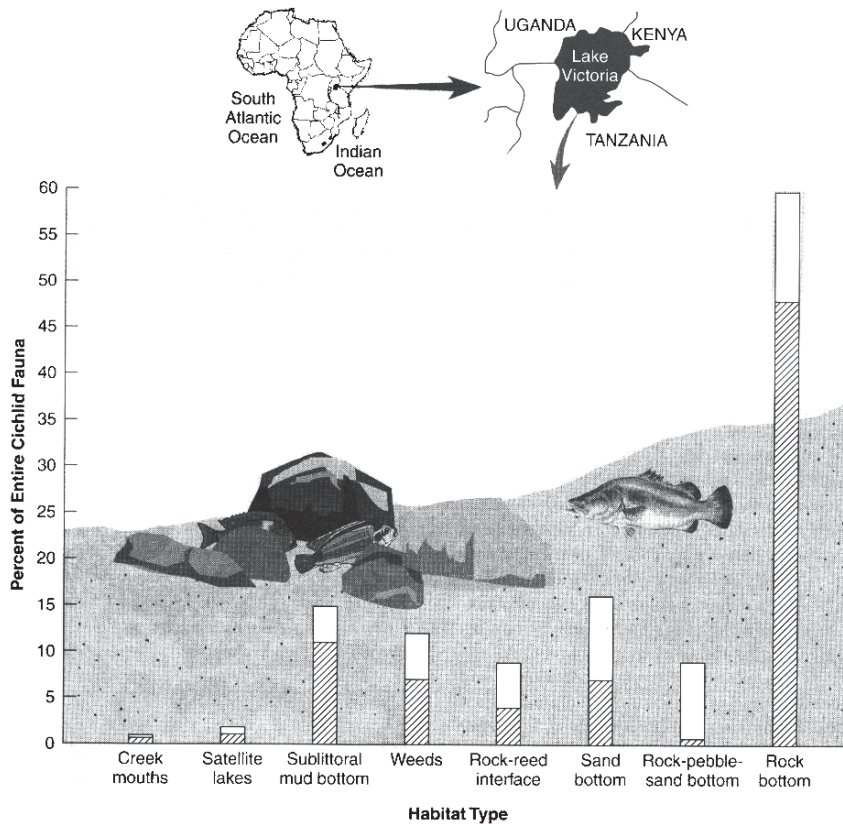 UGANDA
KENYA
Lake
Victoria
South
Atlantic
Ocean
TANZANIA
Indian
Ocean
60
55
50
45
40
35
30
25
20
15
10
5
0
Percent of Entire Cichlid Fauna
Creek
mouths
Satellite
lakes
Sublittoral
mud bottom
Weeds
Rock-reed
interface
Sand
bottom
Rock-pebble-
sand bottom
Rock
bottom
Habitat Type